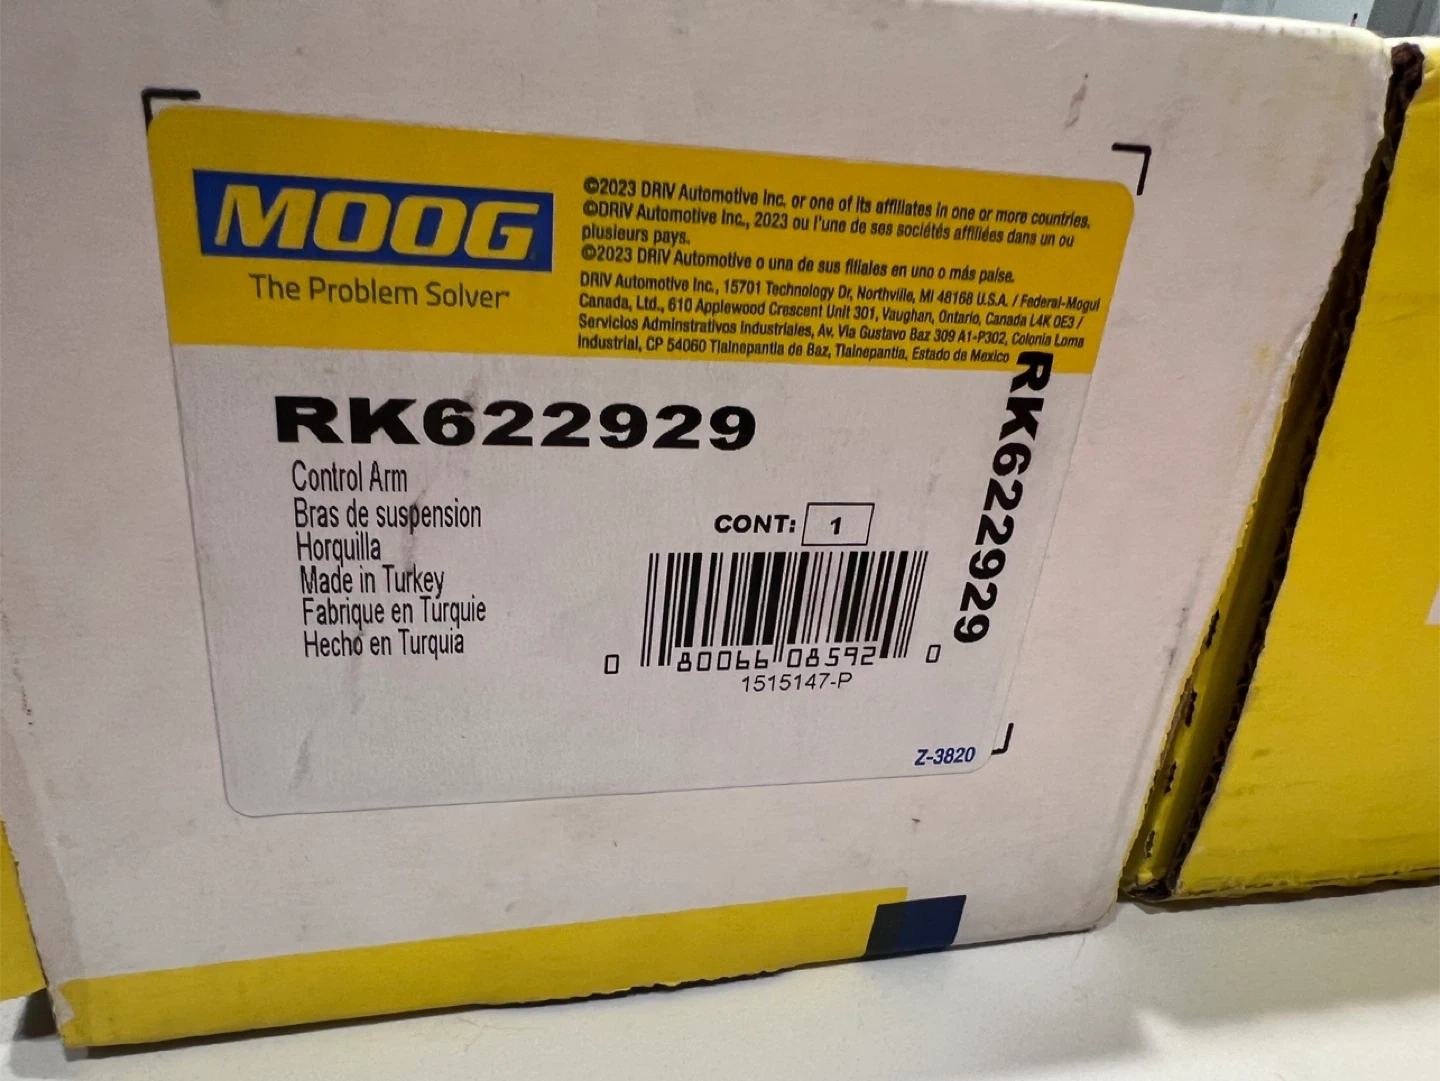 MOOG
The Problem Solver
©2023 DRiV Automotive Inc. or one of its affiliates in one or more countries.
©DRiV Automotive Inc., 2023 ou l'une de ses sociétés affiliées dans un ou
plusieurs pays.
©2023 DRiV Automotive o una de sus filiales en uno o más paíse.
DRiV Automotive Inc., 15701 Technology Dr, Northville, MI 48168 U.S.A. / Federal-Mogul
Canada, Ltd., 610 Applewood Crescent Unit 301, Vaughan, Ontario, Canada L4K 0E3 /
Servicios Adminstrativos Industriales, Av. Via Gustavo Baz 309 A1-P302, Colonia Loma
Industrial, CP 54060 Tlalnepantla de Baz, Tlalnepantla, Estado de Mexico
RK622929
RK622929
Control Arm
Bras de suspension
Horquilla
Made in Turkey
Fabrique en Turquie
Hecho en Turquia
CONT: 1
0 80066 08592 0
1515147-P
Z-3820